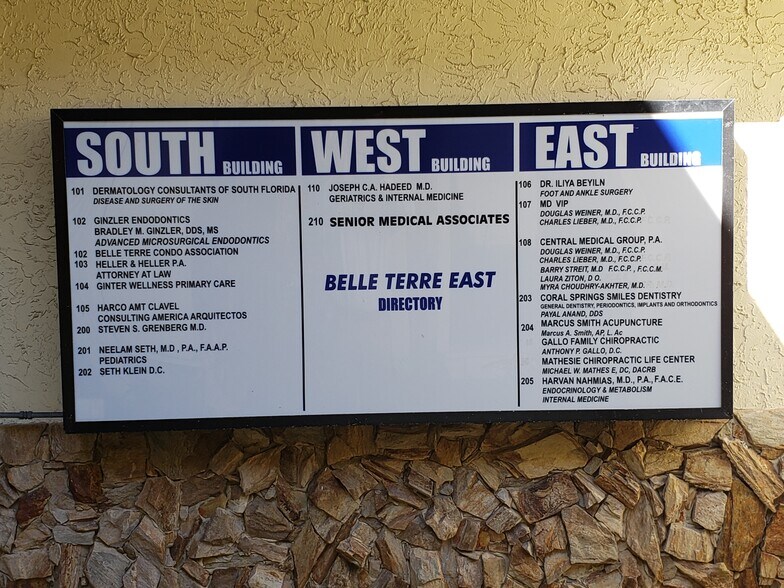 SOUTH BUILDING
101 DERMATOLOGY CONSULTANTS OF SOUTH FLORIDA
DISEASE AND SURGERY OF THE SKIN
102 GINZLER ENDODONTICS
BRADLEY M. GINZLER, DDS, MS
ADVANCED MICROSURGICAL ENDODONTICS
102 BELLE TERRE CONDO ASSOCIATION
103 HELLER & HELLER P.A.
ATTORNEY AT LAW
104 GINTER WELLNESS PRIMARY CARE
105 HARCO AMT CLAVEL
CONSULTING AMERICA ARQUITECTOS
200 STEVEN S. GRENBERG M.D.
201 NEELAM SETH, M.D , P.A., F.A.A.P.
PEDIATRICS
202 SETH KLEIN D.C.
WEST BUILDING
110 JOSEPH C.A. HADEED M.D.
GERIATRICS & INTERNAL MEDICINE
210 SENIOR MEDICAL ASSOCIATES
BELLE TERRE EAST
DIRECTORY
EAST BUILDING
106 DR. ILIYA BEYILN
FOOT AND ANKLE SURGERY
107 MD VIP
DOUGLAS WEINER, M.D., F.C.C.P.
CHARLES LIEBER, M.D., F.C.C.P.
108 CENTRAL MEDICAL GROUP, P.A.
DOUGLAS WEINER, M.D., F.C.C.P.
CHARLES LIEBER, M.D., F.C.C.P.
BARRY STREIT, M.D F.C.C.P. , F.C.C.M.
LAURA ZITON, D O.
MYRA CHOUDHRY-AKHTER, M.D.
203 CORAL SPRINGS SMILES DENTISTRY
GENERAL DENTISTRY, PERIODONTICS, IMPLANTS AND ORTHODONTICS
PAYAL ANAND, DDS
204 MARCUS SMITH ACUPUNCTURE
Marcus A. Smith, AP, L. Ac
GALLO FAMILY CHIROPRACTIC
ANTHONY P. GALLO, D.C.
MATHESIE CHIROPRACTIC LIFE CENTER
MICHAEL W. MATHES E, DC, DACRB
205 HARVAN NAHMIAS, M.D., P.A., F.A.C.E.
ENDOCRINOLOGY & METABOLISM
INTERNAL MEDICINE